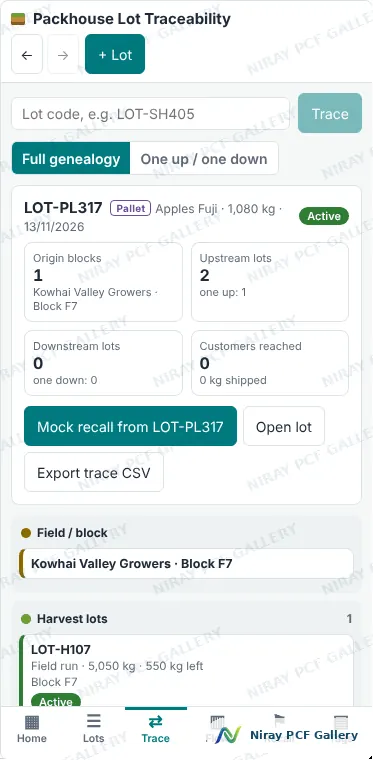 Packhouse Lot Traceability
← → + Lot
Lot code, e.g. LOT-SH405 Trace
Full genealogy One up / one down
LOT-PL317 Pallet Apples Fuji · 1,080 kg · Active
13/11/2026
Origin blocks Upstream lots
1 2
Kowhai Valley Growers · one up: 1
Block F7
Downstream lots Customers reached
0 0
one down: 0 0 kg shipped
Mock recall from LOT-PL317 Open lot
Export trace CSV
Field / block
Kowhai Valley Growers · Block F7
Harvest lots 1
LOT-H107
Field run · 5,050 kg · 550 kg left
Block F7
Active
Home Lots Trace
Niray PCF Gallery
NIRAY PCF GALLERY